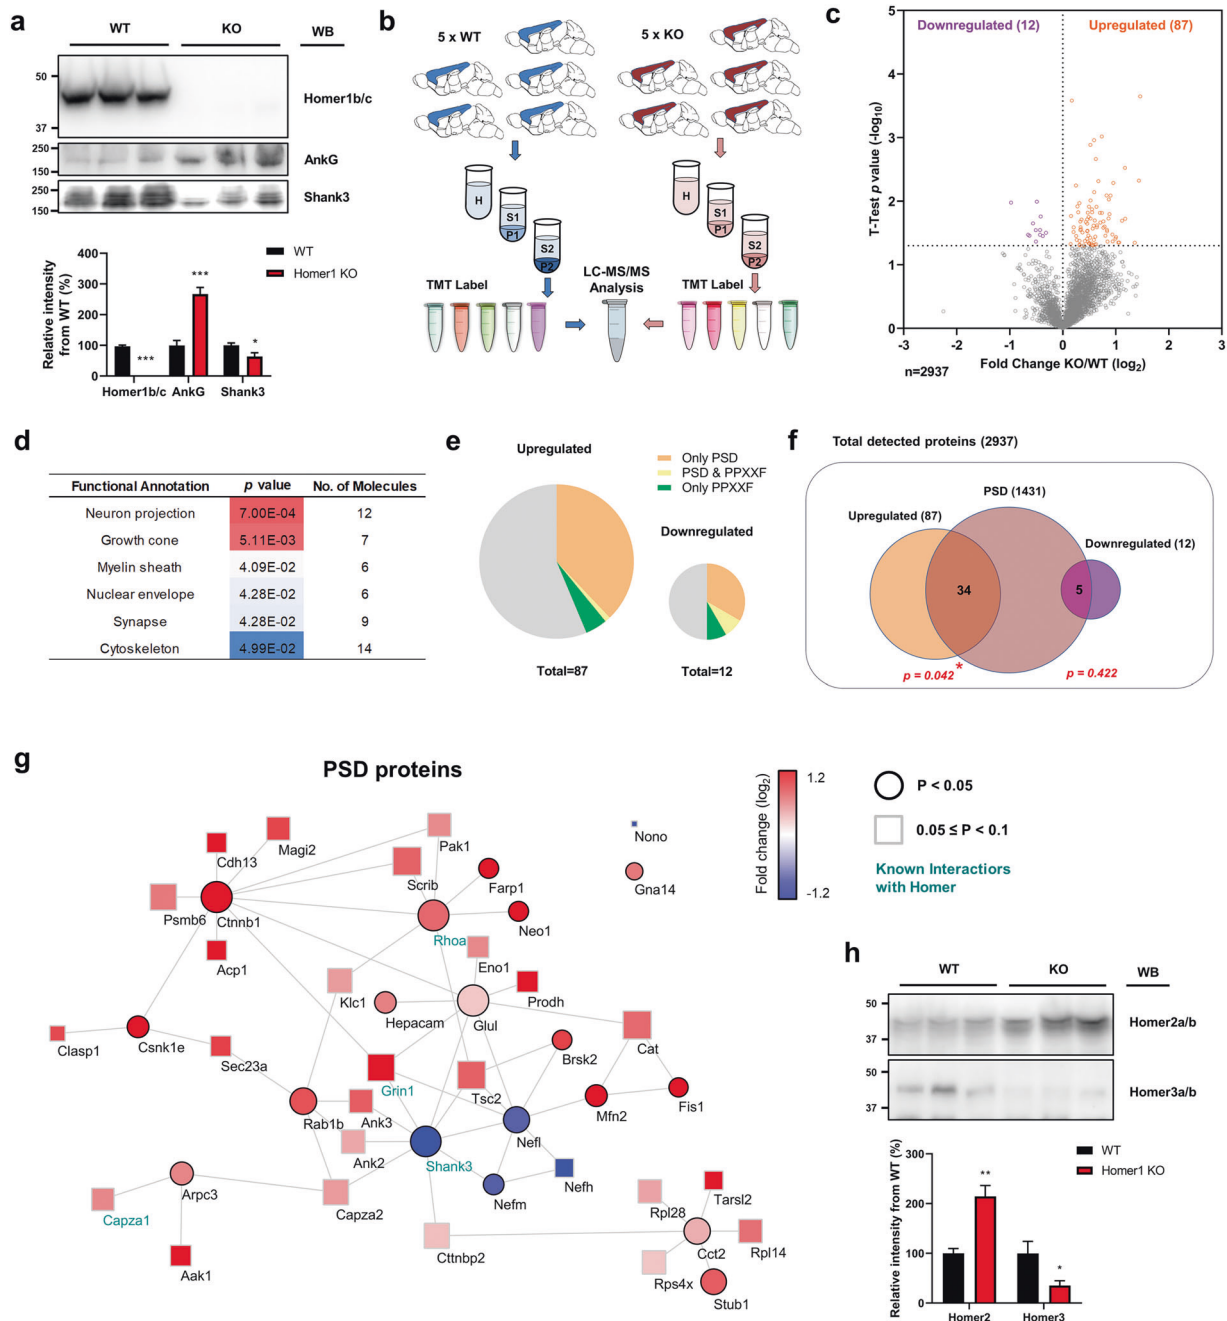 a
WT KO WB
50
37
Homer1b/c
250
150
AnkG
250
150
Shank3
WT
Homer1 KO
Relative intensity
from WT (%)
400
300
200
100
0
***
***
*
Homer1b/c AnkG Shank3
b
5 x WT 5 x KO
H
S1
P1
S2
P2
H
S1
P1
S2
P2
TMT Label
LC-MS/MS
Analysis
TMT Label
c
Downregulated (12) Upregulated (87)
T-Test p value (-log10)
5
4
3
2
1
0
-3 -2 -1 0 1 2 3
Fold Change KO/WT (log2)
n=2937
d
Functional Annotation p value No. of Molecules
Neuron projection 7.00E-04 12
Growth cone 5.11E-03 7
Myelin sheath 4.09E-02 6
Nuclear envelope 4.28E-02 6
Synapse 4.28E-02 9
Cytoskeleton 4.99E-02 14
e
Upregulated
Only PSD
PSD & PPXXF
Only PPXXF
Downregulated
Total=87
Total=12
f
Total detected proteins (2937)
PSD (1431)
Upregulated (87)
Downregulated (12)
34
5
p = 0.042 *
p = 0.422
g
PSD proteins
Fold change (log2)
1.2
-1.2
P < 0.05
0.05 ≤ P < 0.1
Known Interactiors
with Homer
Nono
Gna14
Cdh13
Magi2
Pak1
Scrib
Farp1
Psmb6
Ctnnb1
Rhoa
Neo1
Acp1
Eno1
Klc1
Hepacam
Glul
Prodh
Clasp1
Csnk1e
Sec23a
Grin1
Tsc2
Brsk2
Cat
Rab1b
Ank3
Mfn2
Fis1
Ank2
Shank3
Nefl
Arpc3
Nefm
Nefh
Capza1
Capza2
Aak1
Cttnbp2
Rpl28
Tarsl2
Cct2
Rpl14
Rps4x
Stub1
h
WT KO WB
50
37
Homer2a/b
50
37
Homer3a/b
WT
Homer1 KO
Relative intensity from WT (%)
300
200
100
0
**
*
Homer2 Homer3